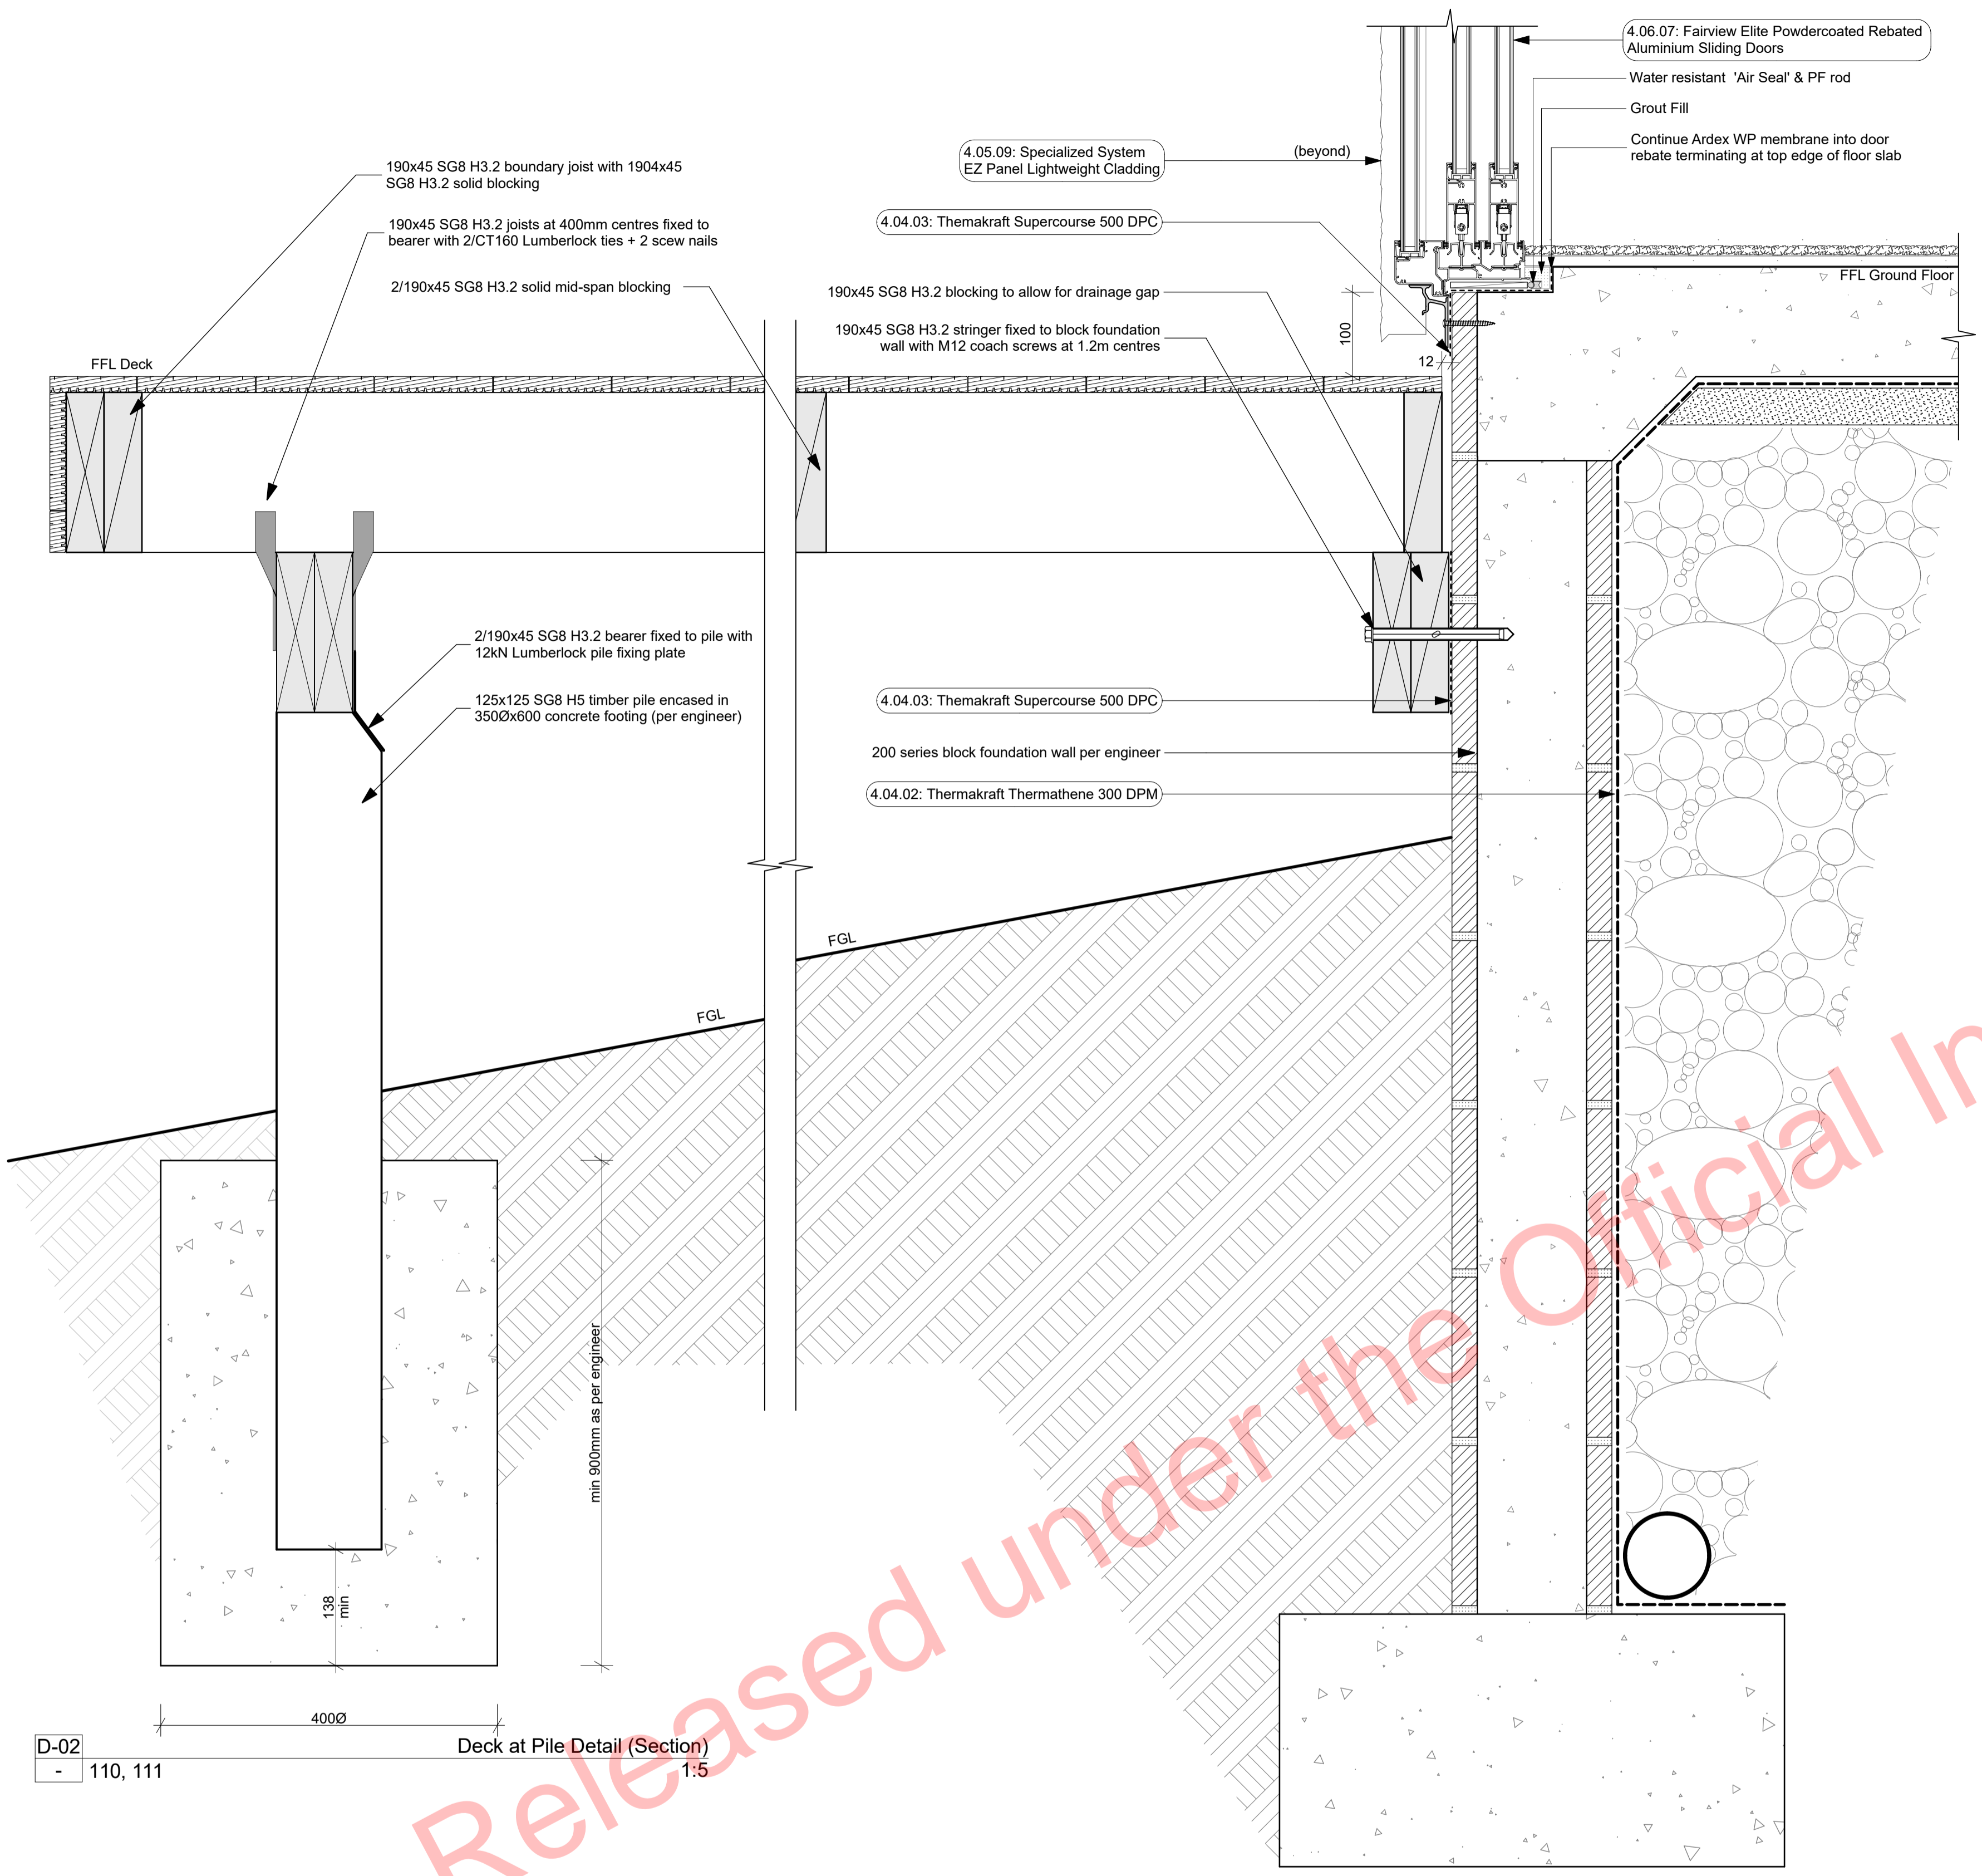 4.06.07: Fairview Elite Powdercoated Rebated
Aluminium Sliding Doors
Water resistant 'Air Seal' & PF rod
Grout Fill
Continue Ardex WP membrane into door
rebate terminating at top edge of floor slab
4.05.09: Specialized System
EZ Panel Lightweight Cladding
(beyond)
190x45 SG8 H3.2 boundary joist with 1904x45
SG8 H3.2 solid blocking
4.04.03: Themakraft Supercourse 500 DPC
190x45 SG8 H3.2 joists at 400mm centres fixed to
bearer with 2/CT160 Lumberlock ties + 2 scew nails
FFL Ground Floor
2/190x45 SG8 H3.2 solid mid-span blocking
190x45 SG8 H3.2 blocking to allow for drainage gap
190x45 SG8 H3.2 stringer fixed to block foundation
wall with M12 coach screws at 1.2m centres
100
12
FFL Deck
2/190x45 SG8 H3.2 bearer fixed to pile with
12kN Lumberlock pile fixing plate
125x125 SG8 H5 timber pile encased in
350Øx600 concrete footing (per engineer)
4.04.03: Themakraft Supercourse 500 DPC
200 series block foundation wall per engineer
4.04.02: Thermakraft Thermathene 300 DPM
FGL
FGL
min 900mm as per engineer
138
min
400Ø
D-02
Deck at Pile Detail (Section)
-
110, 111
1:5
Released under the Official In